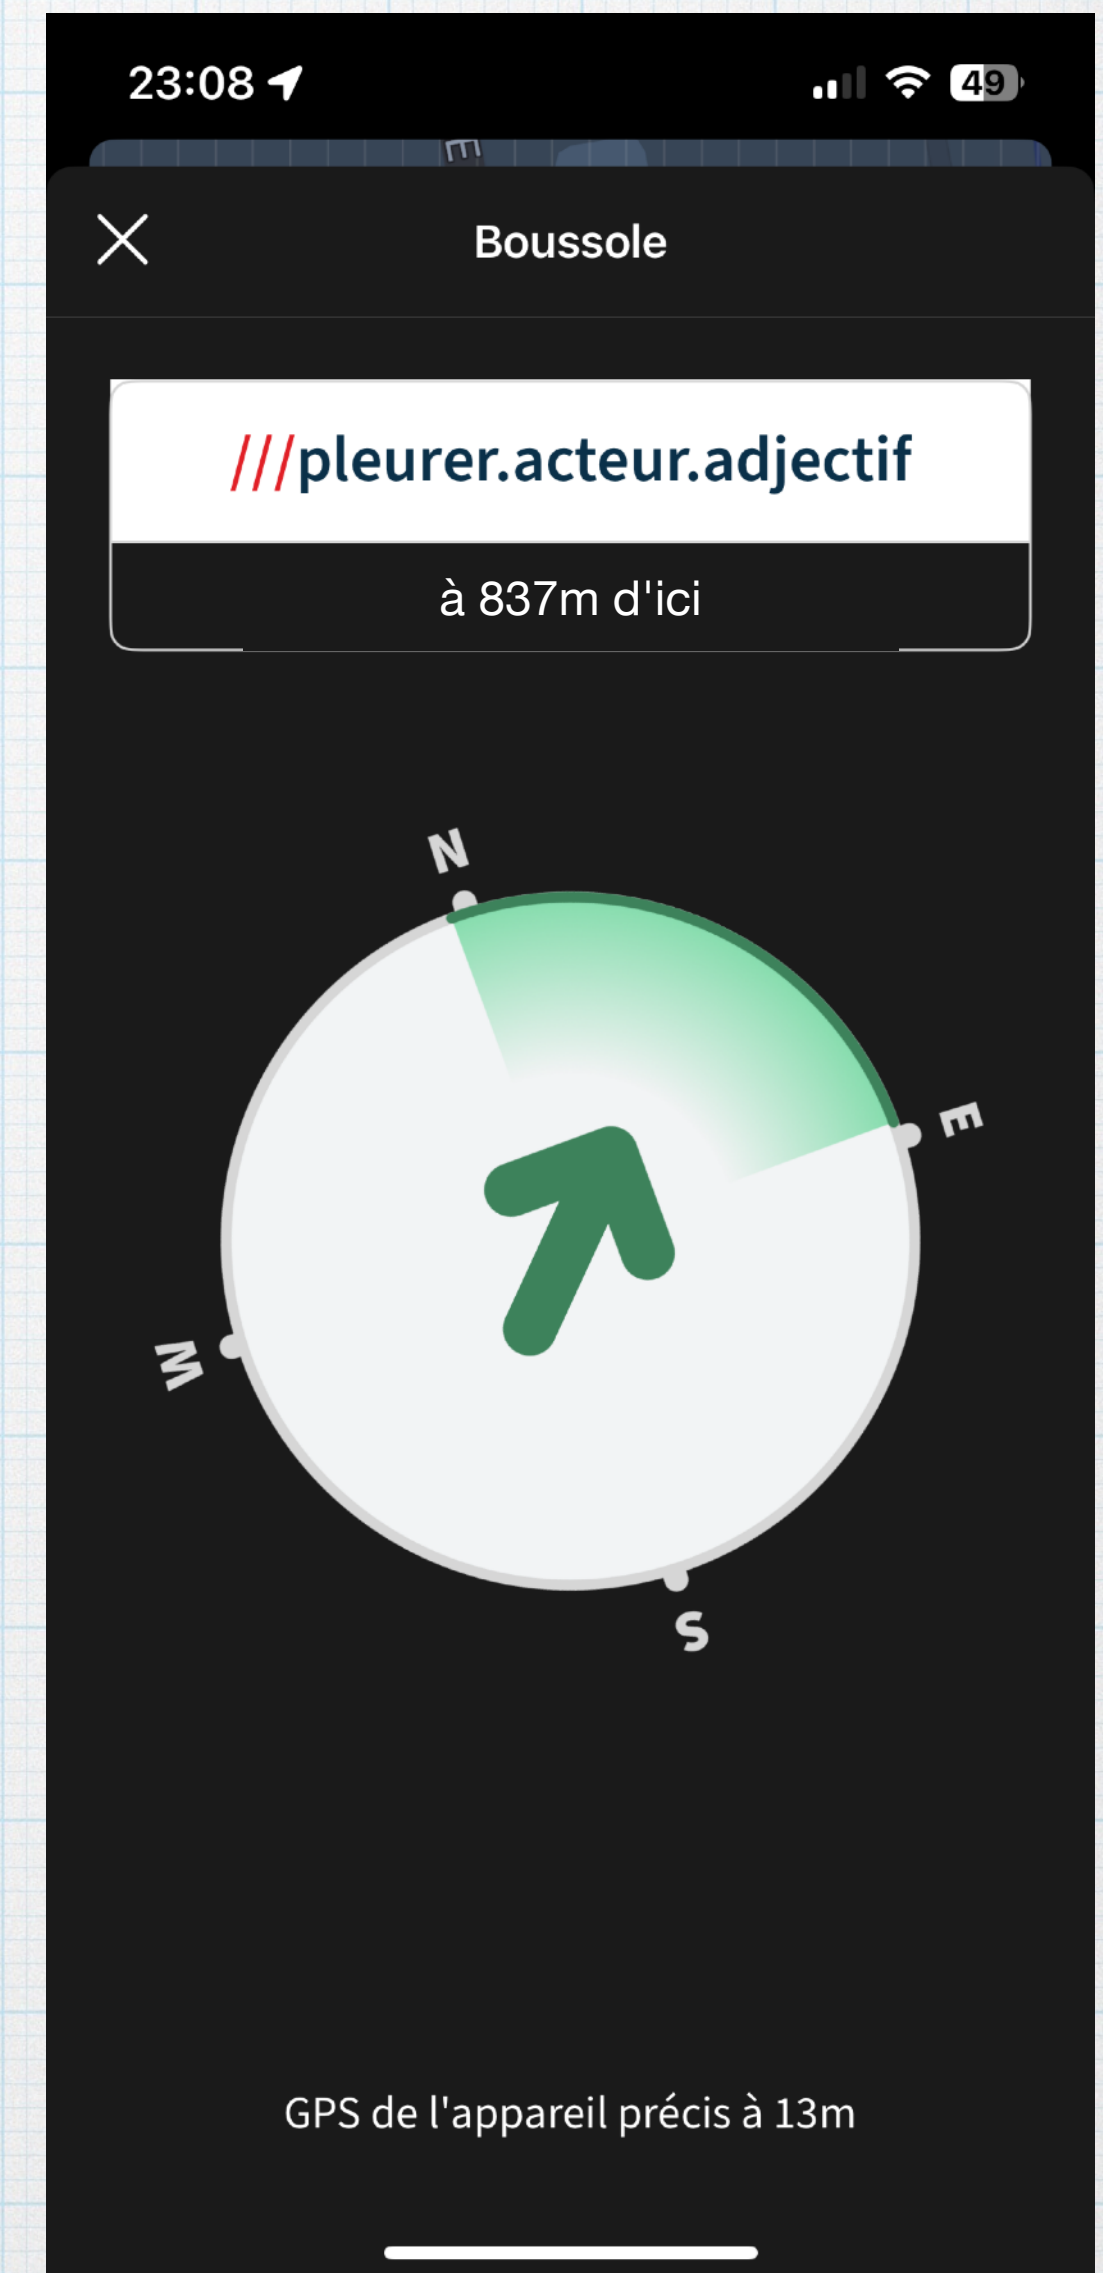 23:08
49
E
Boussole
///pleurer.acteur.adjectif
à 837m d'ici
N
E
W
S
GPS de l'appareil précis à 13m